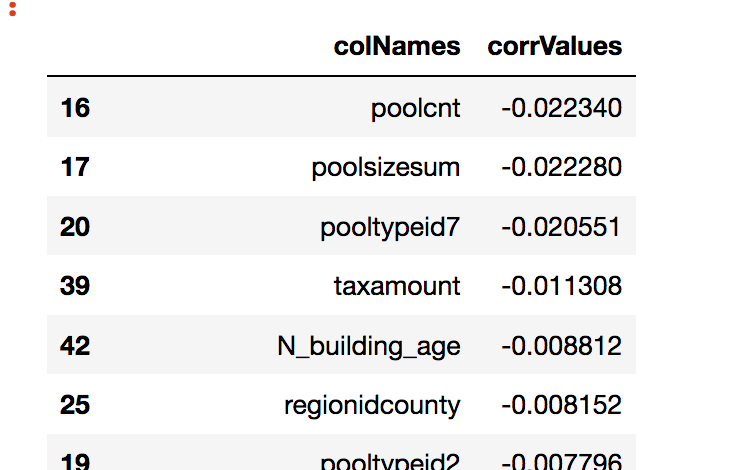 colNames corrValues
16 poolcnt -0.022340
17 poolsizesum -0.022280
20 pooltypeid7 -0.020551
39 taxamount -0.011308
42 N_building_age -0.008812
25 regionidcounty -0.008152
19 pooltypeid2 -0.007796